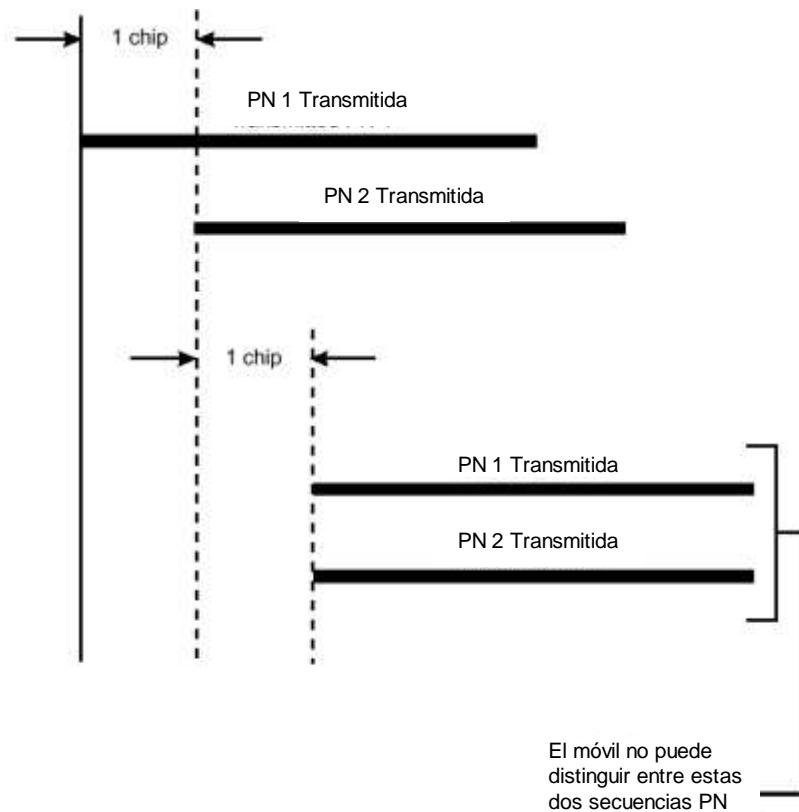 1 chip
PN 1 Transmitida
PN 2 Transmitida
1 chip
PN 1 Transmitida
PN 2 Transmitida
El móvil no puede
distinguir entre estas
dos secuencias PN